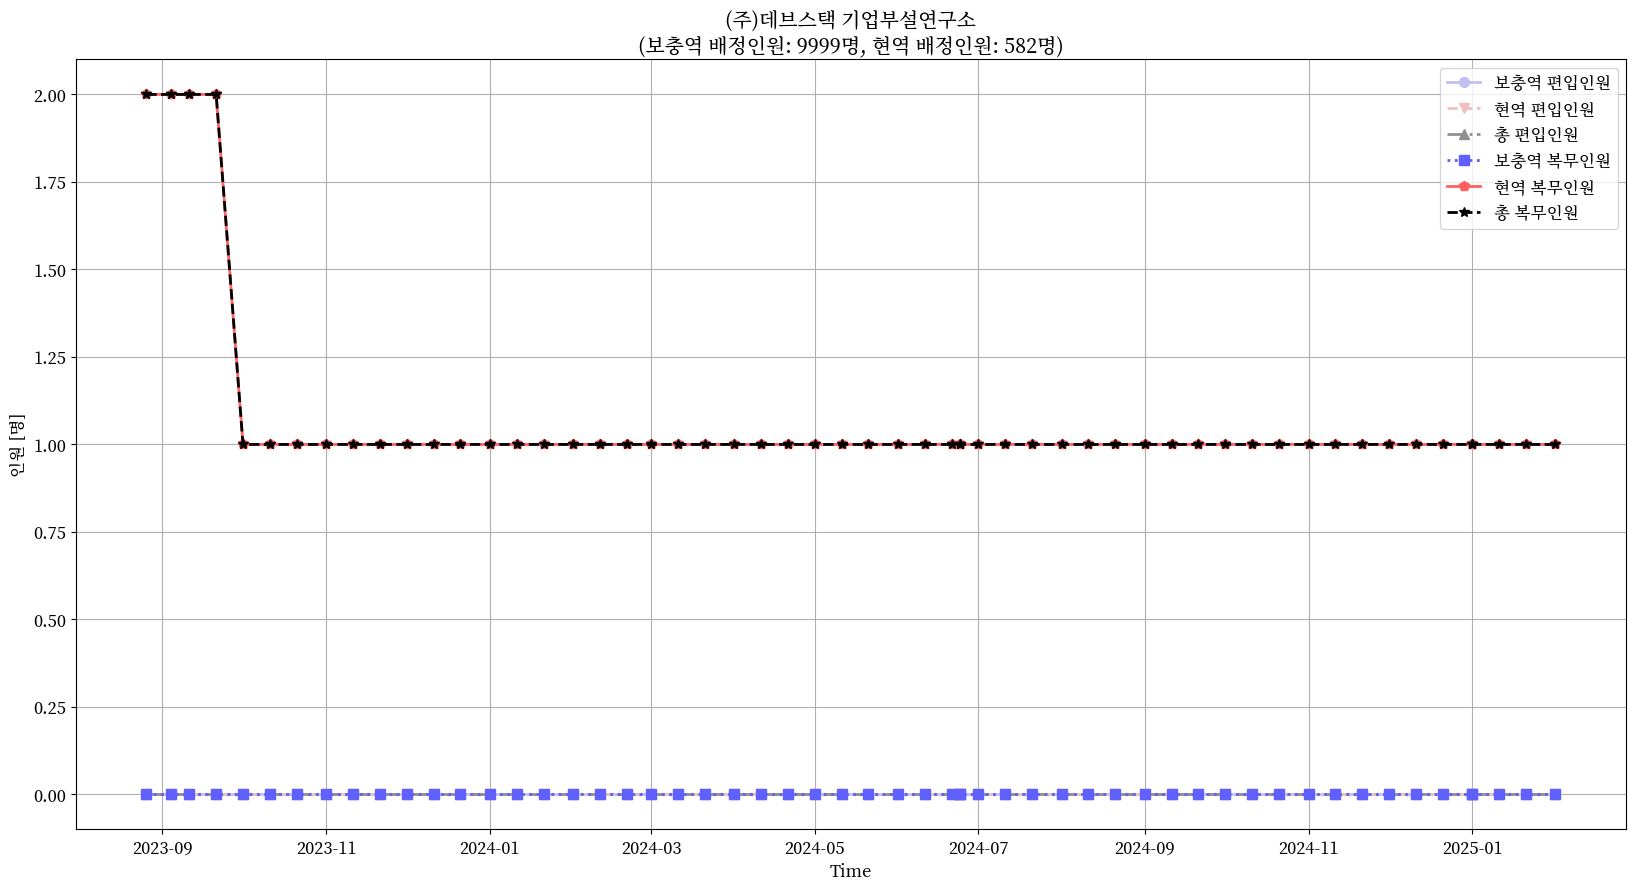 (주)데브스택 기업부설연구소
(보충역 배정인원: 9999명, 현역 배정인원: 582명)
보충역 편입인원
현역 편입인원
총 편입인원
보충역 복무인원
현역 복무인원
총 복무인원
인원 [명]
2.00
1.75
1.50
1.25
1.00
0.75
0.50
0.25
0.00
2023-09 2023-11 2024-01 2024-03 2024-05 2024-07 2024-09 2024-11 2025-01
Time